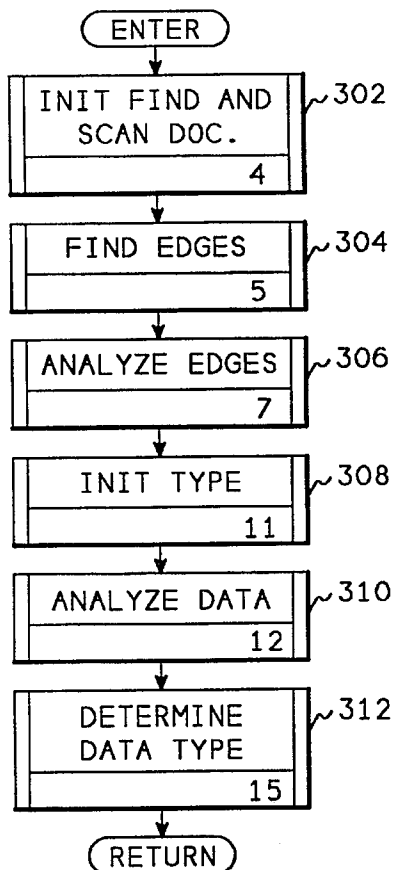 ENTER
INIT FIND AND
SCAN DOC.
302
4
FIND EDGES
304
5
ANALYZE EDGES
306
7
INIT TYPE
308
11
ANALYZE DATA
310
12
DETERMINE
DATA TYPE
312
15
RETURN